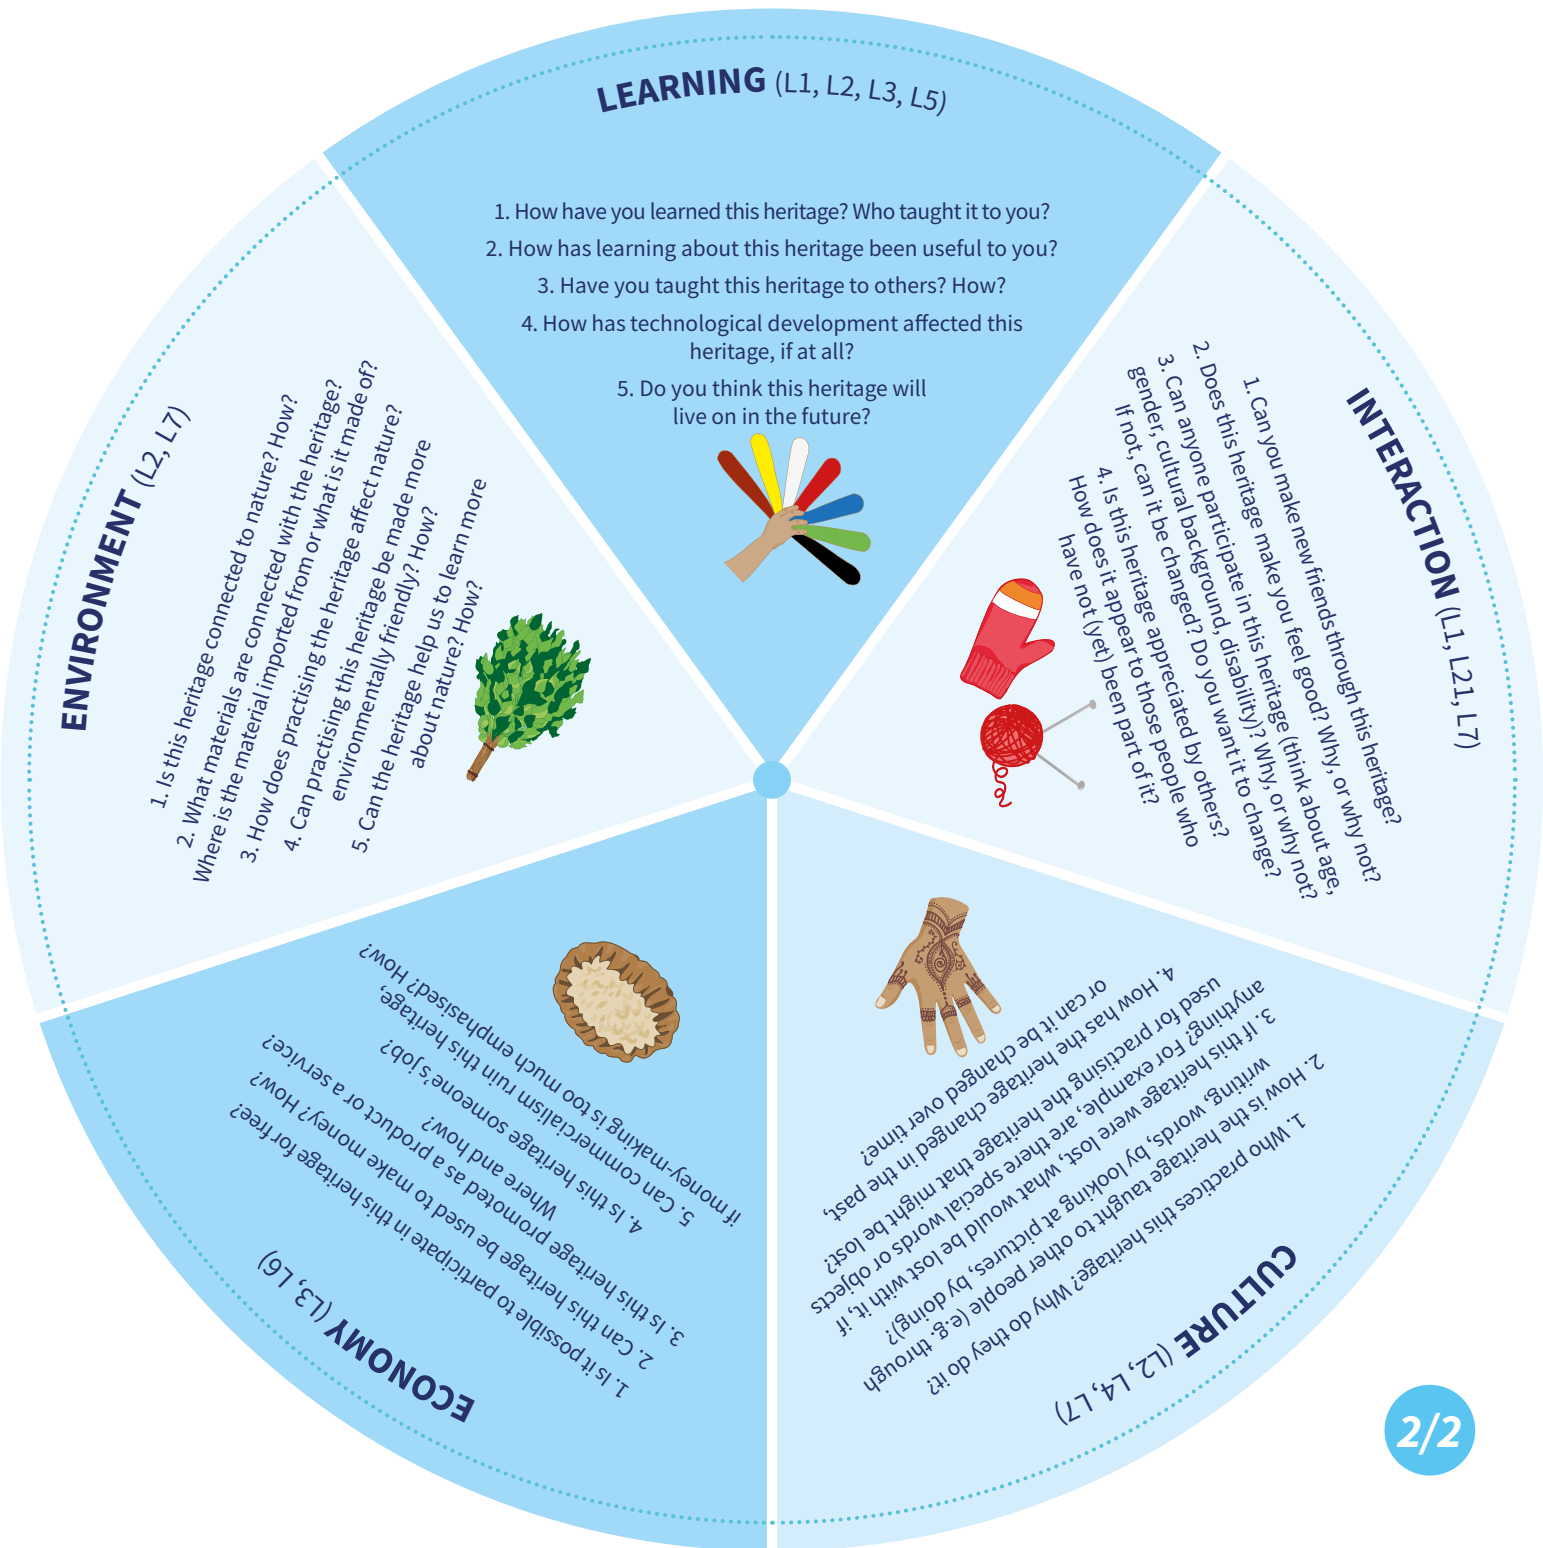 LEARNING (L1, L2, L3, L5)
1. How have you learned this heritage? Who taught it to you?
2. How has learning about this heritage been useful to you?
3. Have you taught this heritage to others? How?
4. How has technological development affected this
heritage, if at all?
5. Do you think this heritage will
live on in the future?
INTERACTION (L1, L21, L7)
1. Can you make new friends through this heritage?
2. Does this heritage make you feel good? Why, or why not?
3. Can anyone participate in this heritage (think about age,
gender, cultural background, disability)? Why, or why not?
If not, can it be changed? Do you want it to change?
4. Is this heritage appreciated by others?
How does it appear to those people who
have not (yet) been part of it?
CULTURE (L2, L4, L7)
1. Who practices this heritage? Why do they do it?
2. How is the heritage taught to other people (e.g. through
writing, words, by looking at pictures, by doing)?
3. If this heritage were lost, what would be lost with it, if
anything? For example, are there special words or objects
used for practising the heritage that might be lost?
4. How has the heritage changed in the past,
or can it be changed over time?
ECONOMY (L3, L6)
1. Is it possible to participate in this heritage for free?
2. Can this heritage be used to make money? How?
3. Is this heritage promoted as a product or a service?
Where and how?
4. Is this heritage someone's job?
5. Can commercialism ruin this heritage,
if money-making is too much emphasised? How?
ENVIRONMENT (L2, L7)
1. Is this heritage connected to nature? How?
2. What materials are connected with the heritage?
Where is the material imported from or what is it made of?
3. How does practising the heritage affect nature?
4. Can practising this heritage be made more
environmentally friendly? How?
5. Can the heritage help us to learn more
about nature? How?
2/2